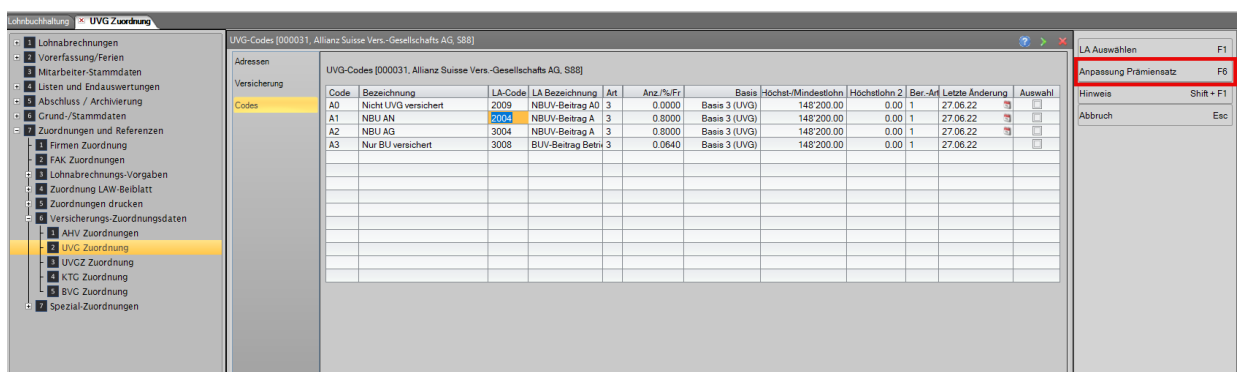 Lohnbuchhaltung UVG Zuordnung
1 Lohnabrechnungen
2 Vorerfassung/Ferien
3 Mitarbeiter-Stammdaten
4 Listen und Endauswertungen
5 Abschluss / Archivierung
6 Grund-/Stammdaten
7 Zuordnungen und Referenzen
1 Firmen Zuordnung
2 FAK Zuordnungen
3 Lohnabrechnungs-Vorgaben
4 Zuordnung LAW-Beiblatt
5 Zuordnungen drucken
6 Versicherungs-Zuordnungsdaten
1 AHV Zuordnungen
2 UVG Zuordnung
3 UVGZ Zuordnung
4 KTG Zuordnung
5 BVG Zuordnung
7 Spezial-Zuordnungen
UVG-Codes [000031, Allianz Suisse Vers.-Gesellschafts AG, S88]
Adressen
Versicherung
Codes
UVG-Codes [000031, Allianz Suisse Vers.-Gesellschafts AG, S88]
Code Bezeichnung LA-Code LA Bezeichnung Art Anz./%/Fr Basis Höchst-/Mindestlohn Höchstlohn 2 Ber.-Art Letzte Änderung Auswahl
A0 Nicht UVG versichert 2009 NBUV-Beitrag A0 3 0.0000 Basis 3 (UVG) 148'200.00 0.00 1 27.06.22
A1 NBU AN 2004 NBUV-Beitrag A 3 0.8000 Basis 3 (UVG) 148'200.00 0.00 1 27.06.22
A2 NBU AG 3004 NBUV-Beitrag A 3 0.8000 Basis 3 (UVG) 148'200.00 0.00 1 27.06.22
A3 Nur BU versichert 3008 BUV-Beitrag Betri 3 0.0640 Basis 3 (UVG) 148'200.00 0.00 1 27.06.22
LA Auswählen F1
Anpassung Prämiensatz F6
Hinweis Shift + F1
Abbruch Esc